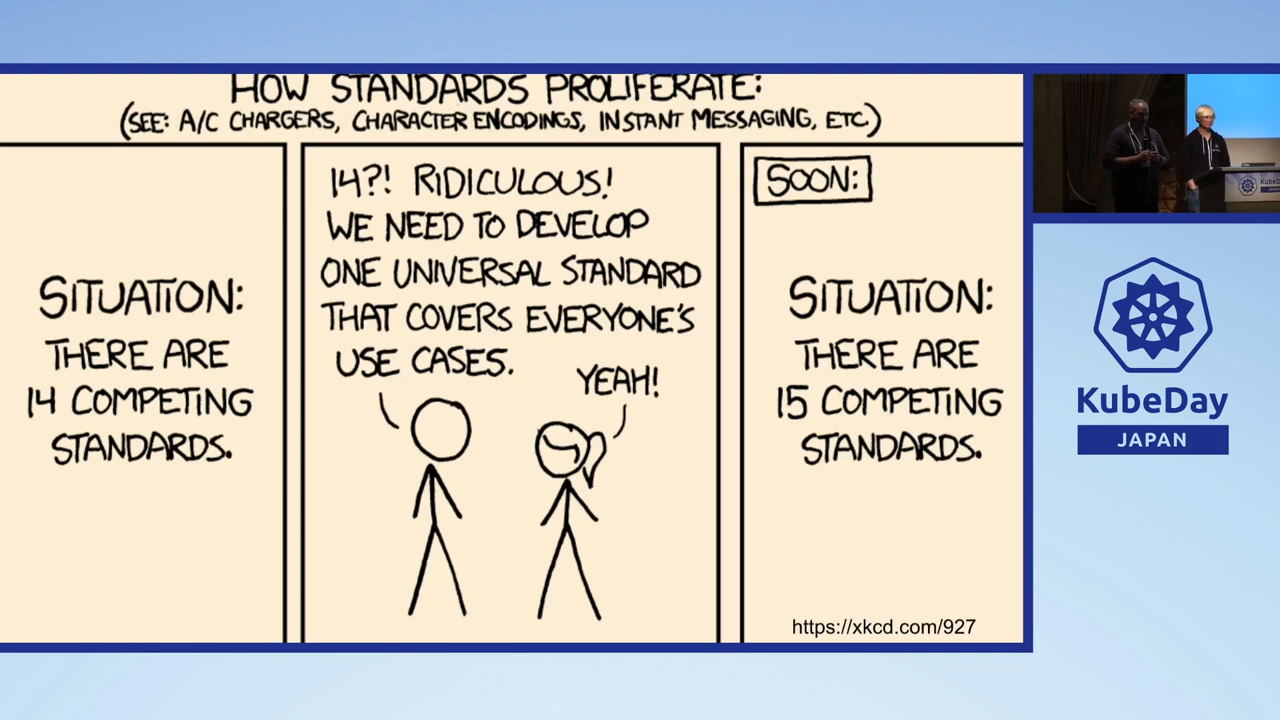 HOW STANDARDS PROLIFERATE:
(SEE: A/C CHARGERS, CHARACTER ENCODINGS, INSTANT MESSAGING, ETC.)
SITUATION:
THERE ARE
14 COMPETING
STANDARDS.
14?! RIDICULOUS!
WE NEED TO DEVELOP
ONE UNIVERSAL STANDARD
THAT COVERS EVERYONE'S
USE CASES.
YEAH!
SOON:
SITUATION:
THERE ARE
15 COMPETING
STANDARDS.
https://xkcd.com/927
KubeDay
JAPAN